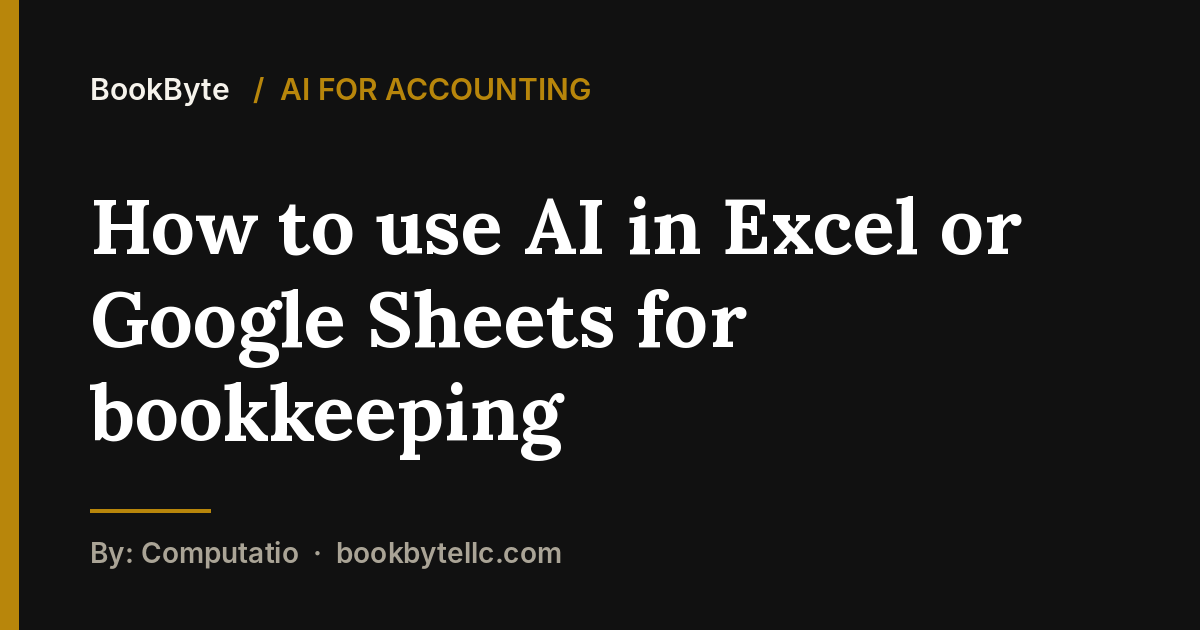 BookByte / AI FOR ACCOUNTING
How to use AI in Excel or
Google Sheets for
bookkeeping
By: Computatio · bookbytellc.com